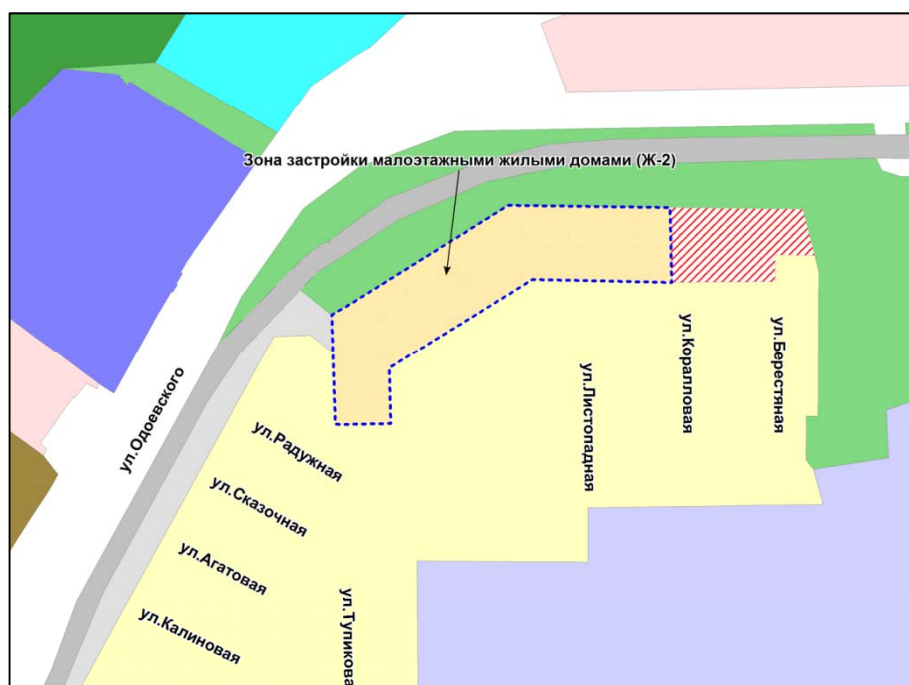 Зона застройки малоэтажными жилыми домами (Ж-2)
ул.Одоевского
ул.Радужная
ул.Сказочная
ул.Агатовая
ул.Калиновая
ул.Тупикова
ул.Листопадная
ул.Коралловая
ул.Берестяная